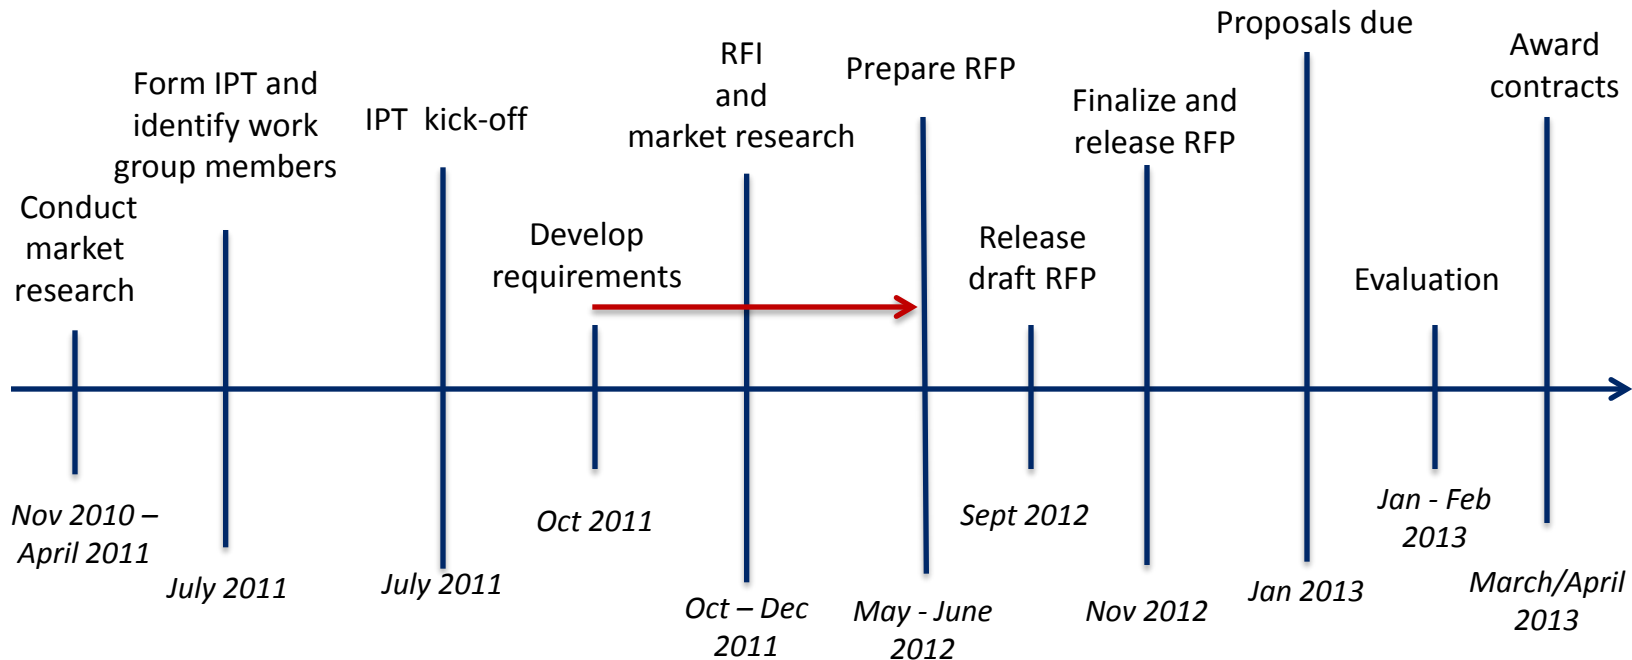 Conduct
market
research
Nov 2010 –
April 2011
Form IPT and
identify work
group members
July 2011
IPT  kick-off
July 2011
Develop
requirements
Oct 2011
RFI
and
market research
Oct – Dec
2011
Prepare RFP
May - June
2012
Release
draft RFP
Sept 2012
Finalize and
release RFP
Nov 2012
Proposals due
Jan 2013
Evaluation
Jan - Feb
2013
Award
contracts
March/April
2013